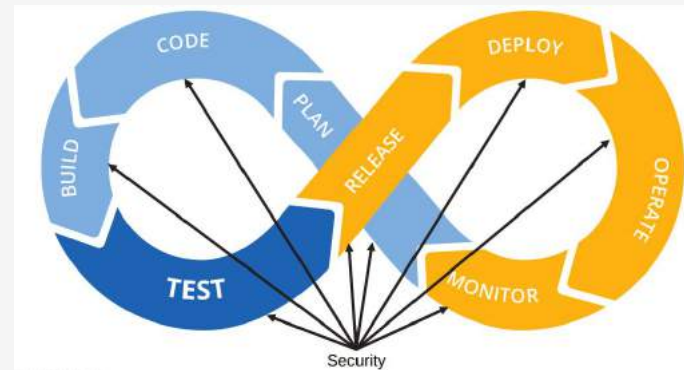 CODE
DEPLOY
PLAN
BUILD
RELEASE
OPERATE
TEST
MONITOR
Security